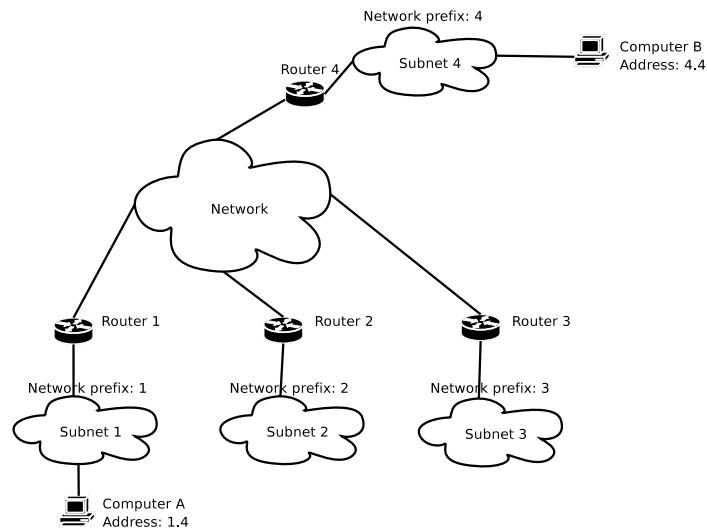 Network prefix: 4
Router 4
Subnet 4
Computer B
Address: 4.4
Network
Router 1
Router 2
Router 3
Network prefix: 1
Network prefix: 2
Network prefix: 3
Subnet 1
Subnet 2
Subnet 3
Computer A
Address: 1.4